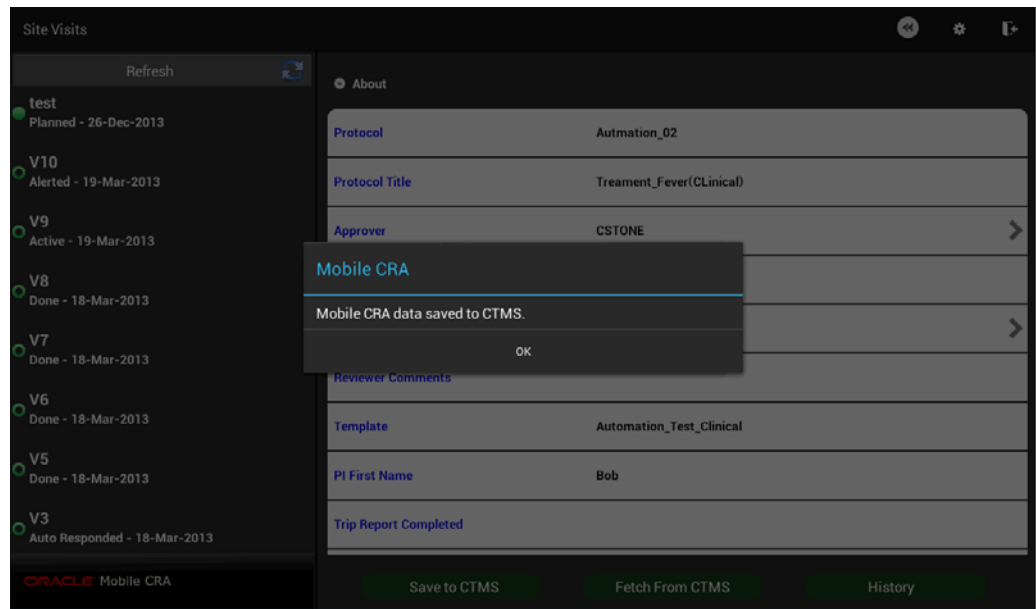 Site Visits
Refresh
test
Planned - 26-Dec-2013
V10
Alerted - 19-Mar-2013
V9
Active - 19-Mar-2013
V8
Done - 18-Mar-2013
V7
Done - 18-Mar-2013
V6
Done - 18-Mar-2013
V5
Done - 18-Mar-2013
V3
Auto Responded - 18-Mar-2013
ORACLE Mobile CRA
About
Protocol Autmation_02
Protocol Title Treament_Fever(CLinical)
Approver CSTONE
Mobile CRA
Mobile CRA data saved to CTMS.
OK
Reviewer Comments
Template Automation_Test_Clinical
PI First Name Bob
Trip Report Completed
Save to CTMS Fetch From CTMS History